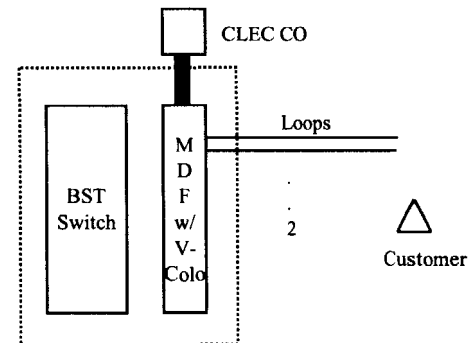 CLEC CO
Loops
M
D
F
w/
V-
Colo
BST
Switch
.
.
2
Customer